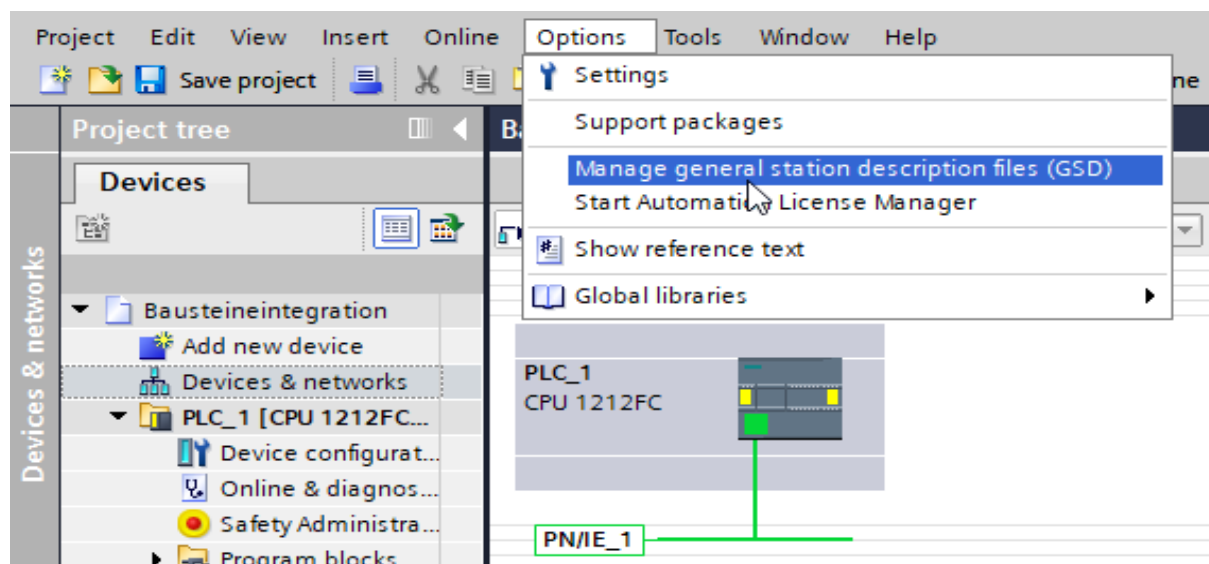 Project Edit View Insert Online Options Tools Window Help
Save project
Settings
ne
Support packages
Project tree
Manage general station description files (GSD)
Devices
Start Automation License Manager
Show reference text
Global libraries
Bausteineintegration
Add new device
Devices & networks
PLC_1 [CPU 1212FC...
Device configurat...
Online & diagnos...
Safety Administra...
Program blocks
Devices & networks
PLC_1
CPU 1212FC
PN/IE_1